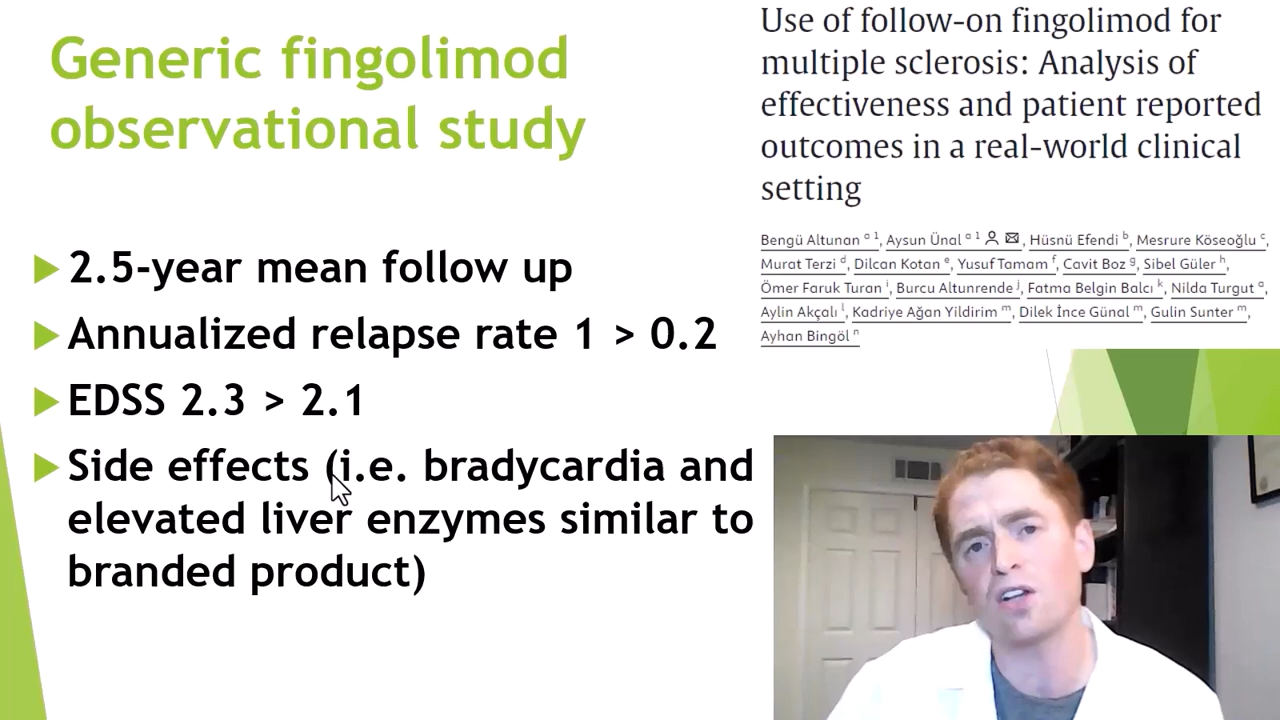 Generic fingolimod
observational study
2.5-year mean follow up
Annualized relapse rate 1 > 0.2
EDSS 2.3 > 2.1
Side effects (i.e. bradycardia and
elevated liver enzymes similar to
branded product)
Use of follow-on fingolimod for
multiple sclerosis: Analysis of
effectiveness and patient reported
outcomes in a real-world clinical
setting
Bengü Altunan a 1, Aysun Ünal a 1, Hüsnü Efendi b, Mesrure Köseoğlu c,
Murat Terzi d, Dilcan Kotan e, Yusuf Tamam f, Cavit Boz g, Sibel Güler h,
Ömer Faruk Turan i, Burcu Altunrende j, Fatma Belgin Balcı k, Nilda Turgut a,
Aylin Akçalı l, Kadriye Ağan Yildirim m, Dilek İnce Günal m, Gulin Sunter m,
Ayhan Bingöl n